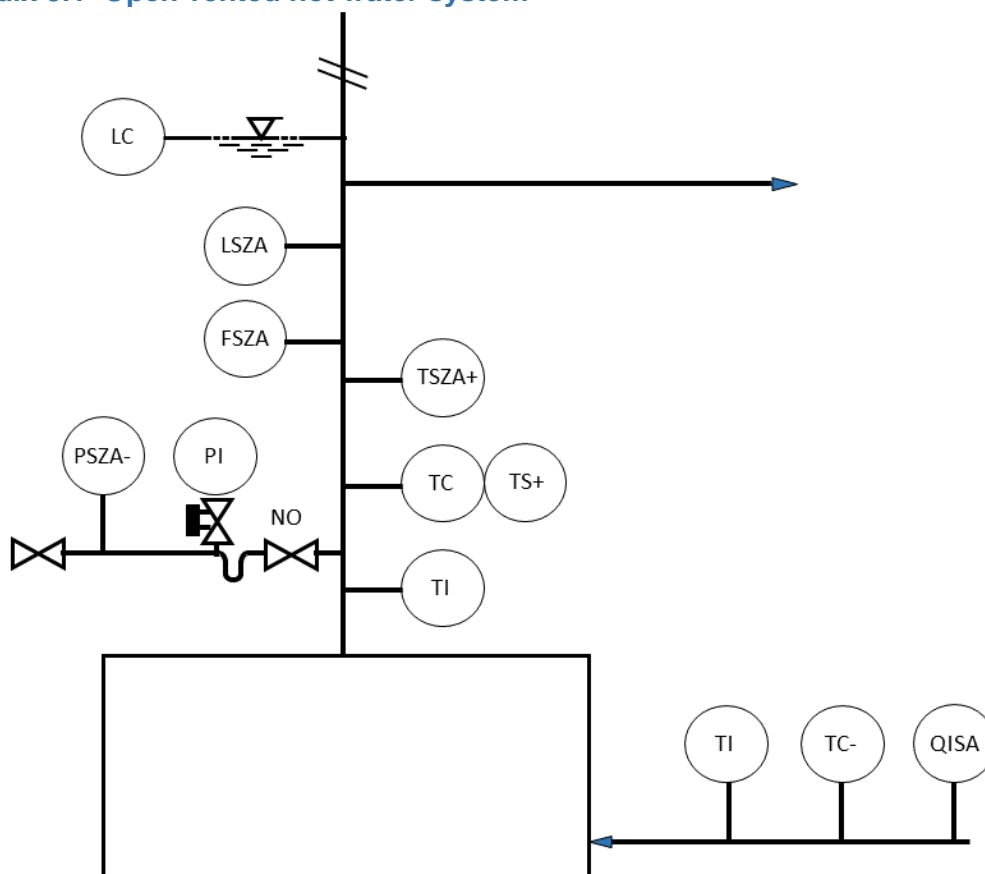 Open vented hot water system
LC
LSZA
FSZA
TSZA+
PSZA-
PI
TC
TS+
NO
TI
TI
TC-
QISA